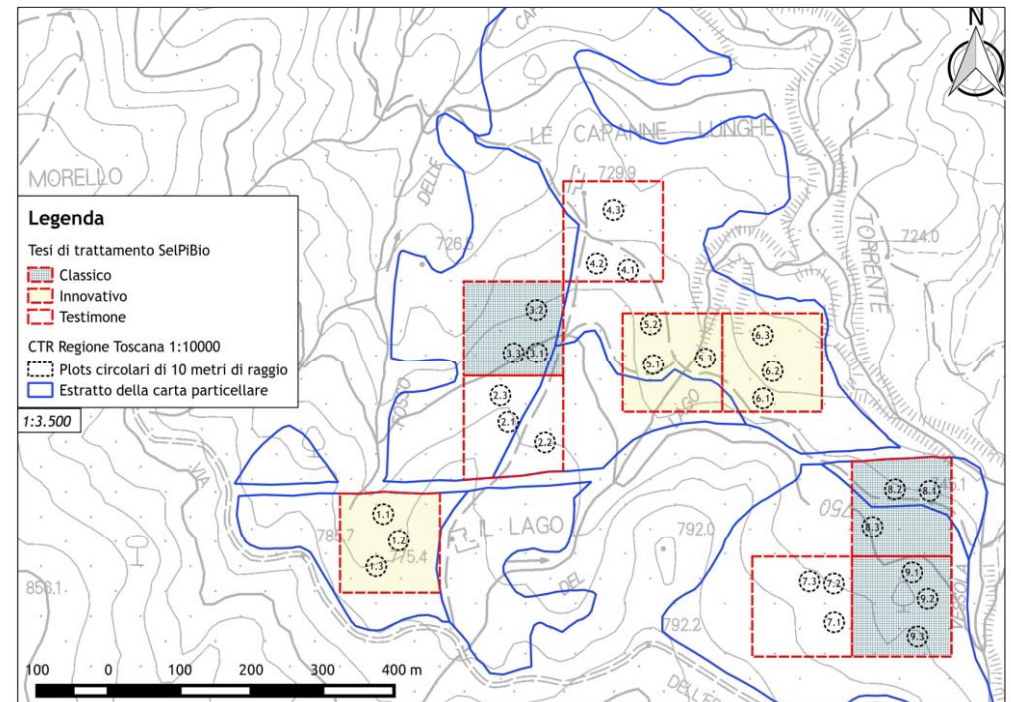 N
CAP
LE CAPANNE LUNGHE
MORELLO
DELLE
729.9
4.3
726.5
4.2
4.1
TORRENTE
724.0
Legenda
Tesi di trattamento SelPiBio
Classico
Innovativo
Testimone
CTR Regione Toscana 1:10000
Plots circolari di 10 metri di raggio
Estratto della carta particellare
1:3.500
3.2
3.3
3.1
5.2
5.1
5.3
6.3
6.2
6.1
FOSSO
2.3
2.1
2.2
LAGO
VIA
8.2
8.1
8.3
750
1.1
1.2
1.3
785.7
775.4
IL LAGO
792.0
DEL
856.1
7.3
7.2
7.1
9.1
9.2
9.3
792.2
100 0 100 200 300 400 m